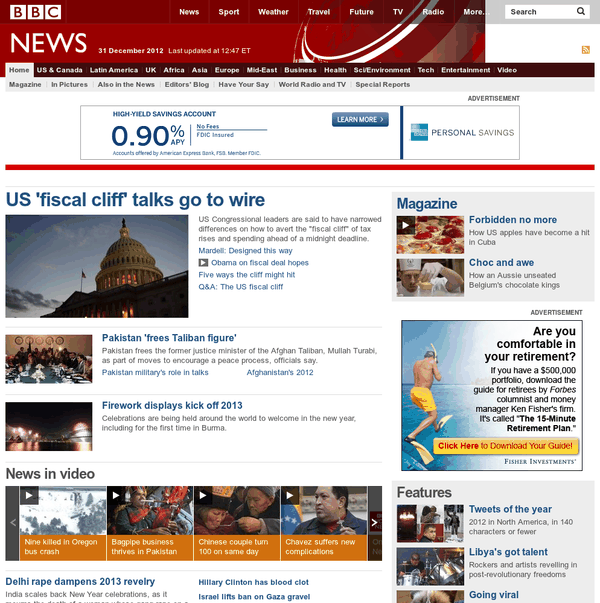 BBC
News Sport Weather Travel Future TV Radio More... Search
NEWS 31 December 2012 Last updated at 12:47 ET
Home US & Canada Latin America UK Africa Asia Europe Mid-East Business Health Sci/Environment Tech Entertainment Video
Magazine In Pictures Also in the News Editors' Blog Have Your Say World Radio and TV Special Reports
ADVERTISEMENT
HIGH-YIELD SAVINGS ACCOUNT
0.90% APY
No Fees
FDIC Insured
LEARN MORE
Accounts offered by American Express Bank, FSB. Member FDIC.
PERSONAL SAVINGS
US 'fiscal cliff' talks go to wire
US Congressional leaders are said to have narrowed
differences on how to avert the "fiscal cliff" of tax
rises and spending ahead of a midnight deadline.
Mardell: Designed this way
Obama on fiscal deal hopes
Five ways the cliff might hit
Q&A: The US fiscal cliff
Pakistan 'frees Taliban figure'
Pakistan frees the former justice minister of the Afghan Taliban, Mullah Turabi,
as part of moves to encourage a peace process, officials say.
Pakistan military's role in talks Afghanistan's 2012
Firework displays kick off 2013
Celebrations are being held around the world to welcome in the new year,
including for the first time in Burma.
News in video
Nine killed in Oregon
bus crash
Bagpipe business
thrives in Pakistan
Chinese couple turn
100 on same day
Chavez suffers new
complications
Delhi rape dampens 2013 revelry
India scales back New Year celebrations, as it
Hillary Clinton has blood clot
Israel lifts ban on Gaza gravel
Magazine
Forbidden no more
How US apples have become a hit
in Cuba
Choc and awe
How an Aussie unseated
Belgium's chocolate kings
ADVERTISEMENT
Are you
comfortable in
your retirement?
If you have a $500,000
portfolio, download the
guide for retirees by Forbes
columnist and money
manager Ken Fisher's firm.
It's called "The 15-Minute
Retirement Plan."
Click Here to Download Your Guide!
FISHER INVESTMENTS
Features
Tweets of the year
2012 in North America, in 140
characters or fewer
Libya's got talent
Rockers and artists revelling in
post-revolutionary freedoms
Going viral